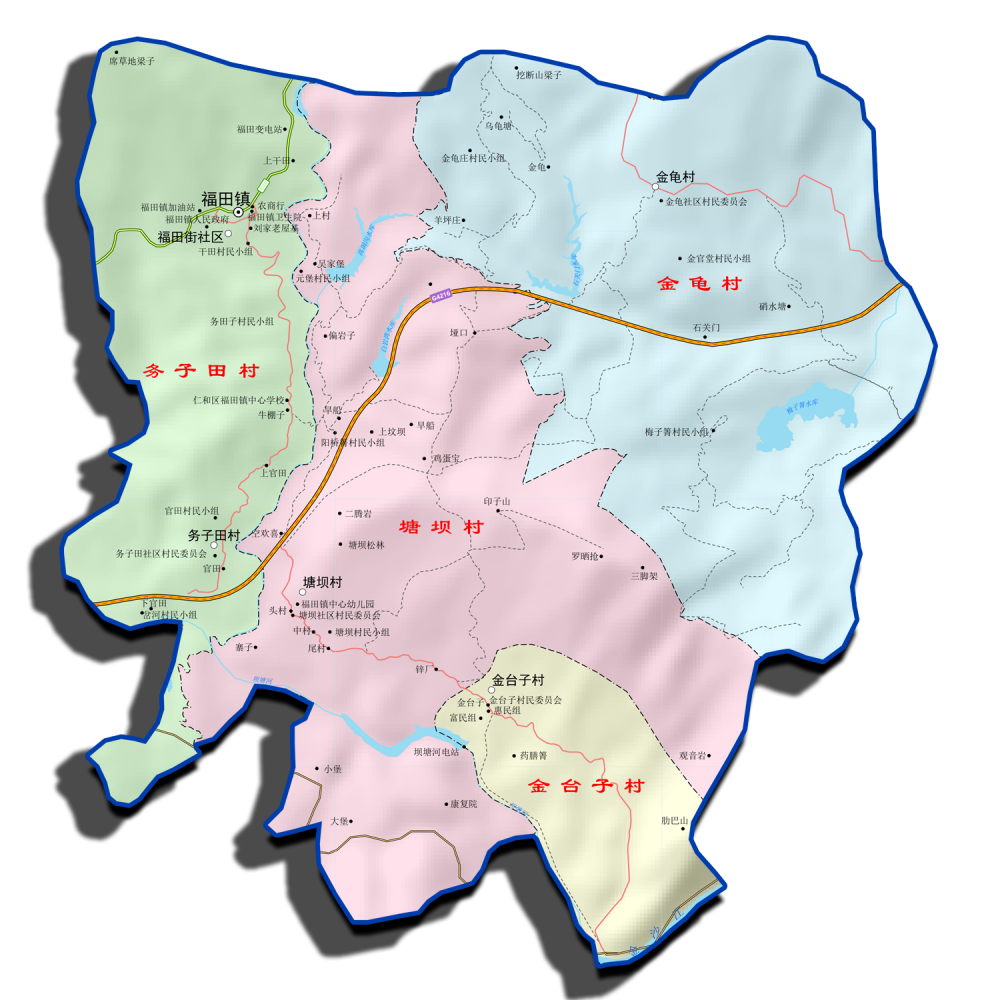 席草地梁子
挖断山梁子
乌龟塘
福田变电站
金龟庄村民小组
上干田
金龟
金龟村
福田镇
金龟社区村民委员会
福田镇加油站
农商行
福田镇人民政府
福田镇卫生院
上村
羊坪庄
刘家老屋基
福田街社区
干田村民小组
吴家堡
金官堂村民小组
元堡村民小组
金龟村
G4216
硝水塘
务田子村民小组
石关门
偏岩子
垭口
务子田村
仁和区福田镇中心学校
梅子箐水库
牛棚子
旱船
旱船
上坟坝
梅子箐村民小组
阳桥箐村民小组
鸡蛋宝
上官田
印子山
官田村民小组
二腾岩
塘坝村
务子田村
空欢喜
塘坝松林
务子田社区村民委员会
罗晒抢
官田
三脚架
塘坝村
下官田
福田镇中心幼儿园
头村
岔河村民小组
塘坝社区村民委员会
中村
塘坝村民小组
寨子
尾村
锌厂
金台子村
金台子
金台子村民委员会
惠民组
富民组
坝塘河电站
药膳箐
观音岩
小堡
金台子村
康复院
大堡
肋巴山
金沙江